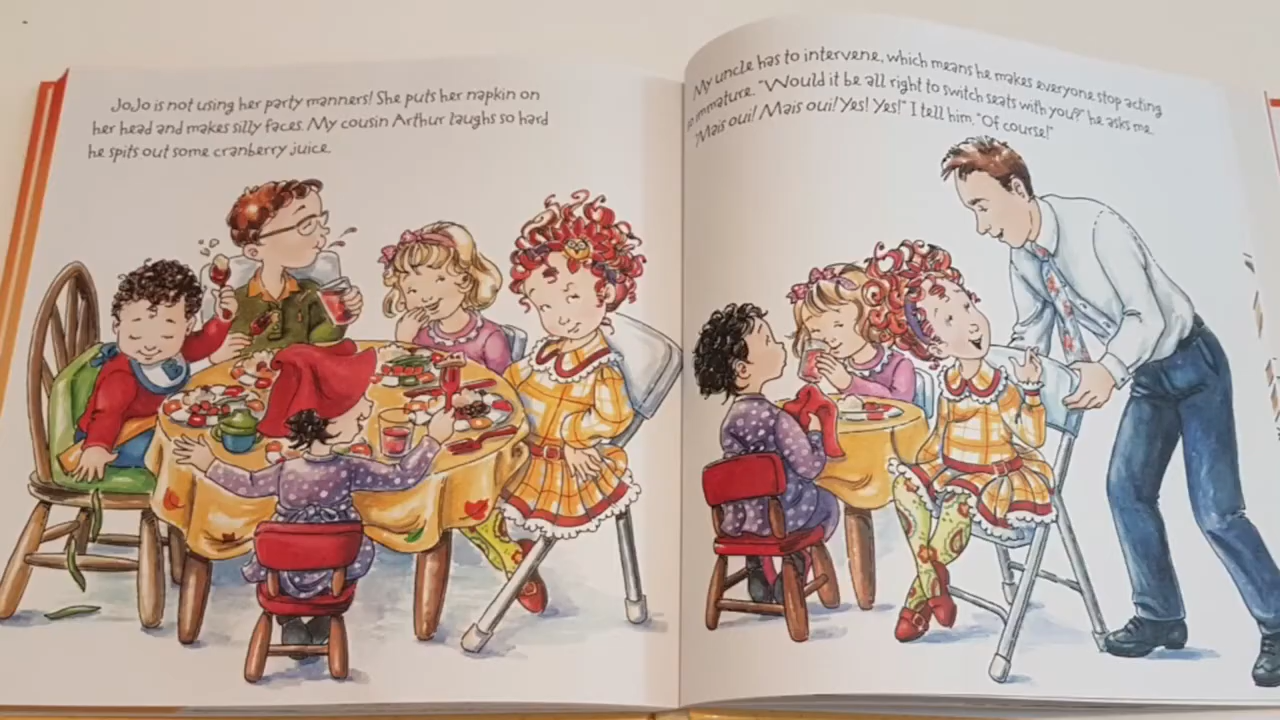 JoJo is not using her party manners! She puts her napkin on
her head and makes silly faces. My cousin Arthur laughs so hard
he spits out some cranberry juice.
My uncle has to intervene, which means he makes everyone stop acting
so immature. "Would it be all right to switch seats with you?" he asks me.
"Mais oui! Mais oui! Yes! Yes!" I tell him. "Of course!"